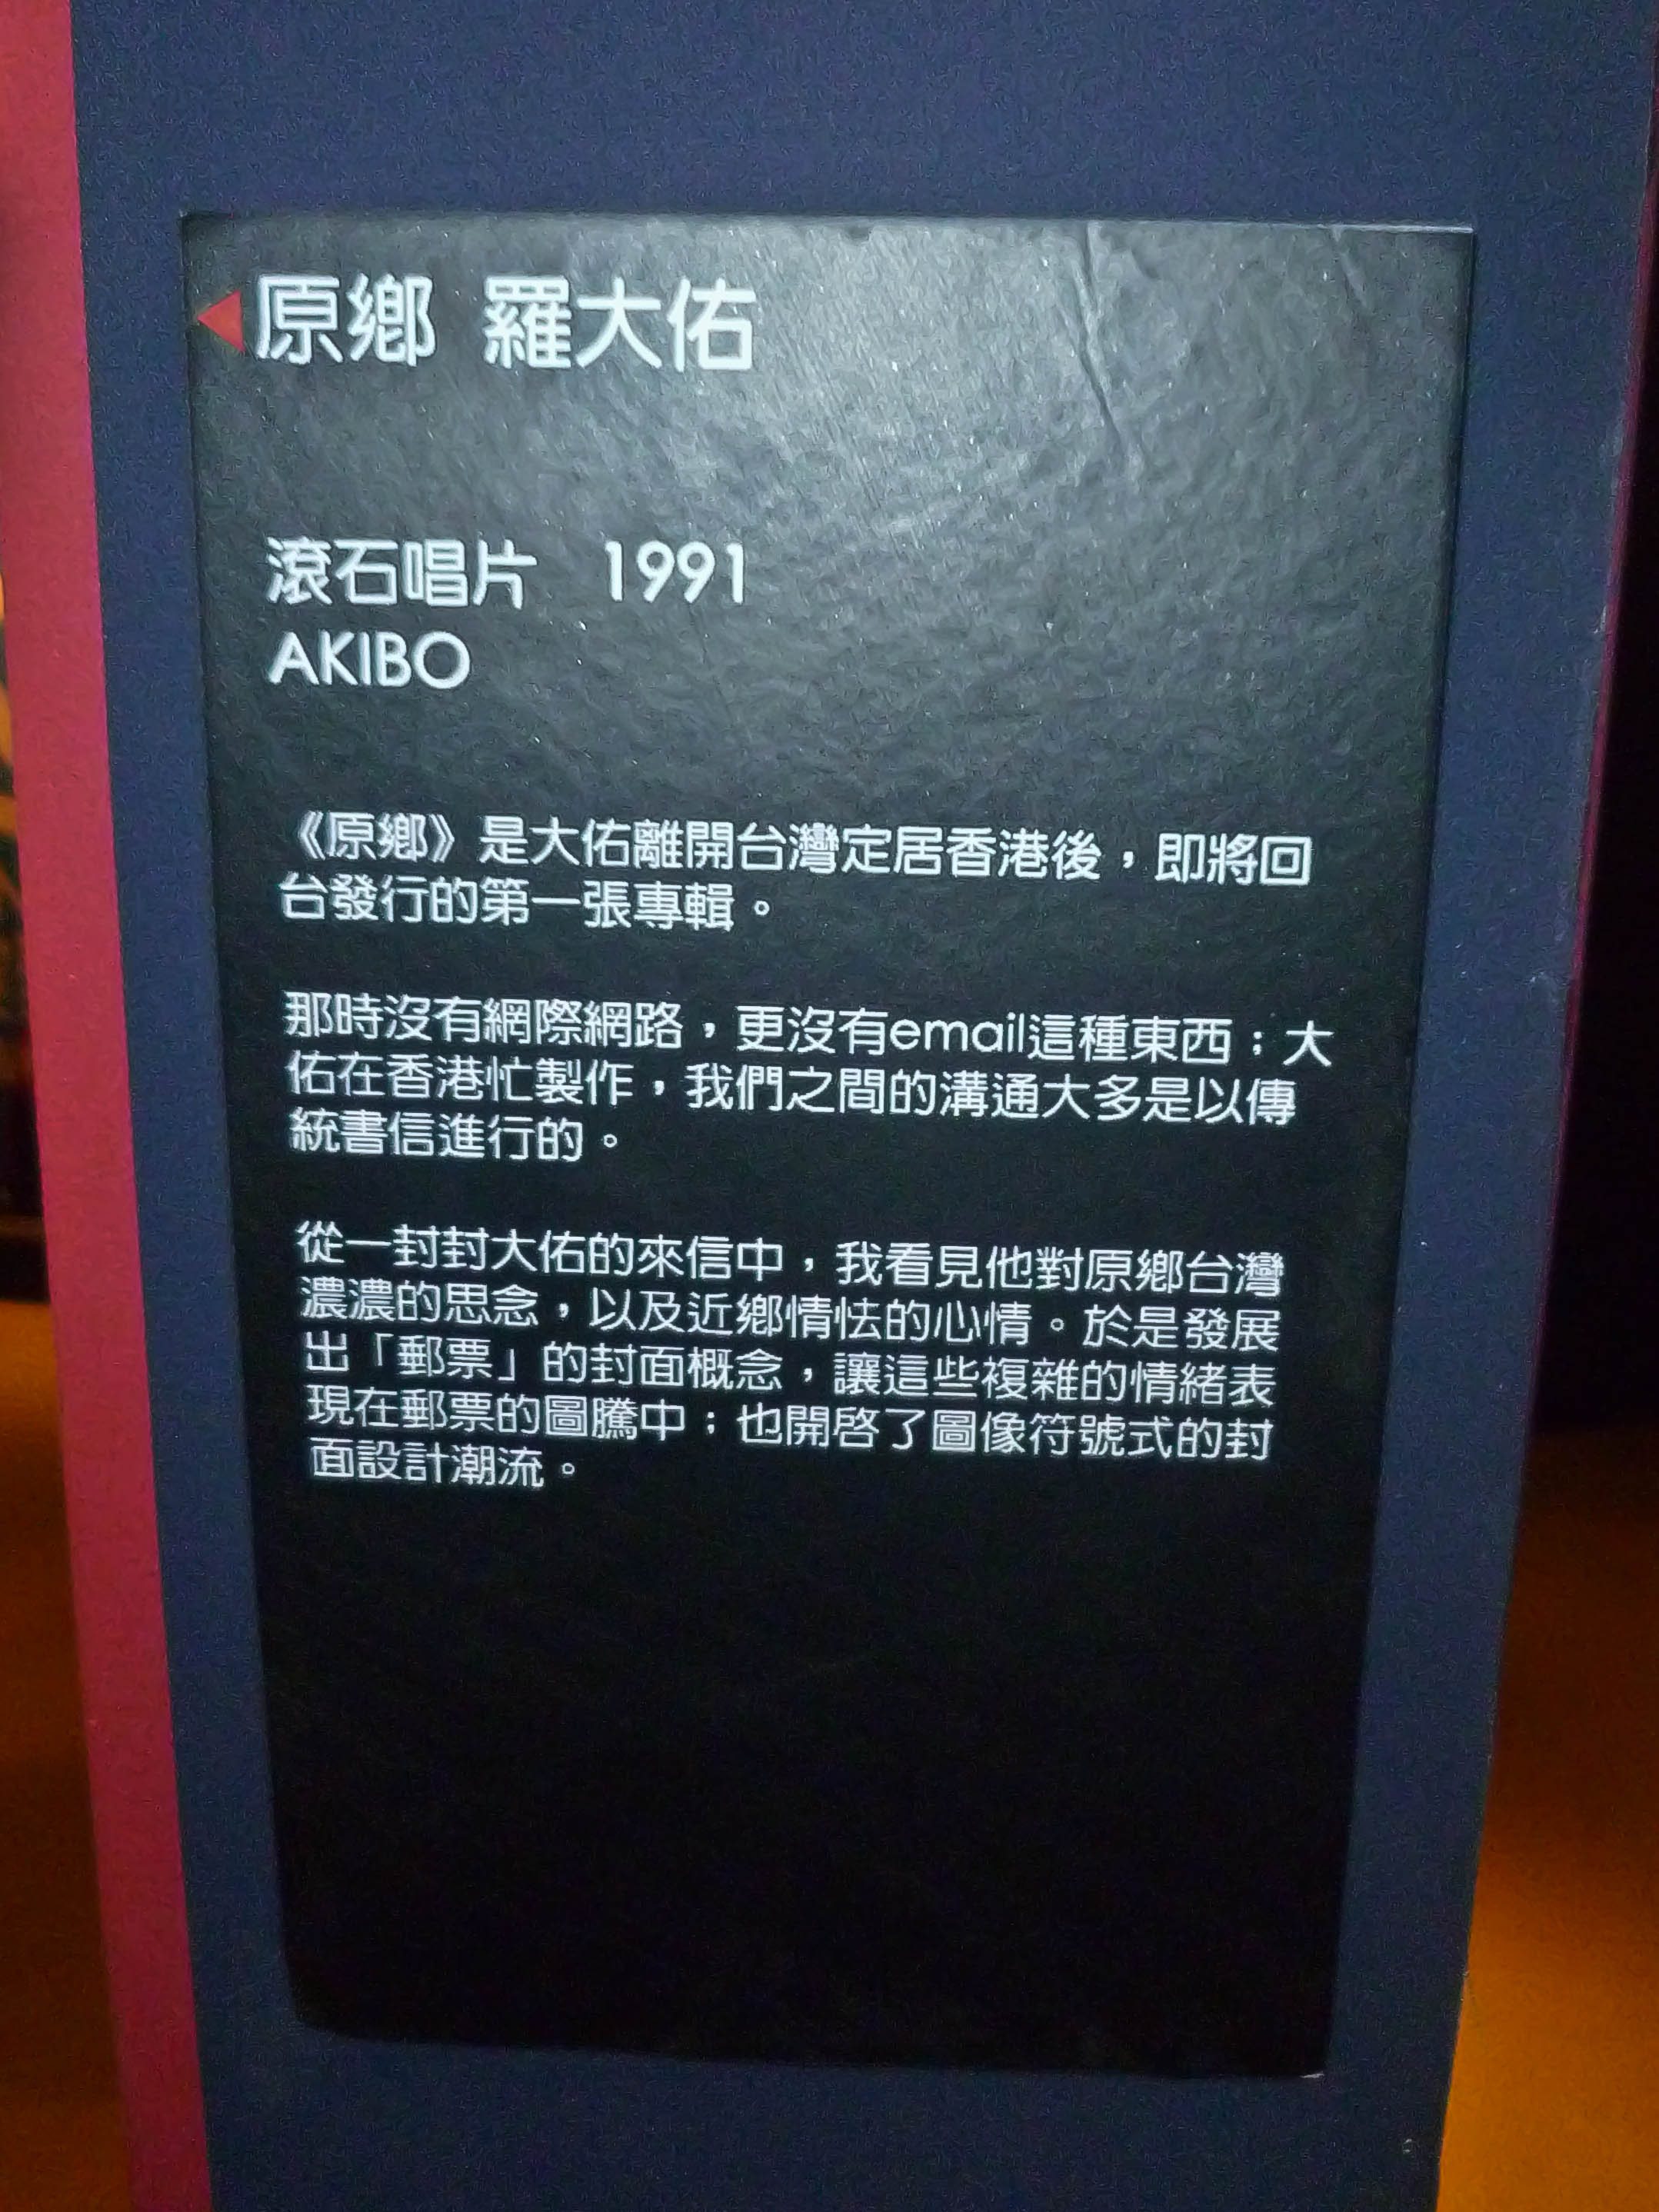 原鄉 羅大佑
滾石唱片 1991
AKIBO
《原鄉》是大佑離開台灣定居香港後，即將回
台發行的第一張專輯。
那時沒有網際網路，更沒有email這種東西；大
佑在香港忙製作，我們之間的溝通大多是以傳
統書信進行的。
從一封封大佑的來信中，我看見他對原鄉台灣
濃濃的思念，以及近鄉情怯的心情。於是發展
出「郵票」的封面概念，讓這些複雜的情緒表
現在郵票的圖騰中；也開啓了圖像符號式的封
面設計潮流。